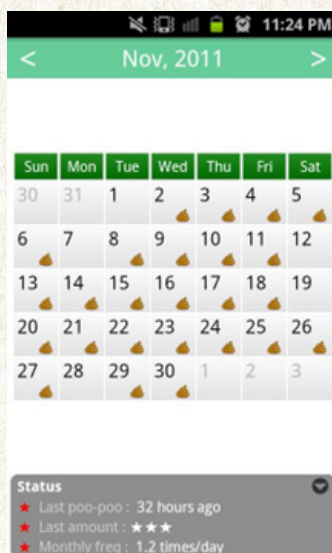 11:24 PM
< Nov, 2011 >
Sun Mon Tue Wed Thu Fri Sat
30 31 1 2 3 4 5
6 7 8 9 10 11 12
13 14 15 16 17 18 19
20 21 22 23 24 25 26
27 28 29 30 1 2 3
Status
Last poo-poo : 32 hours ago
Last amount : ★★★
Monthly freq : 1.2 times/day